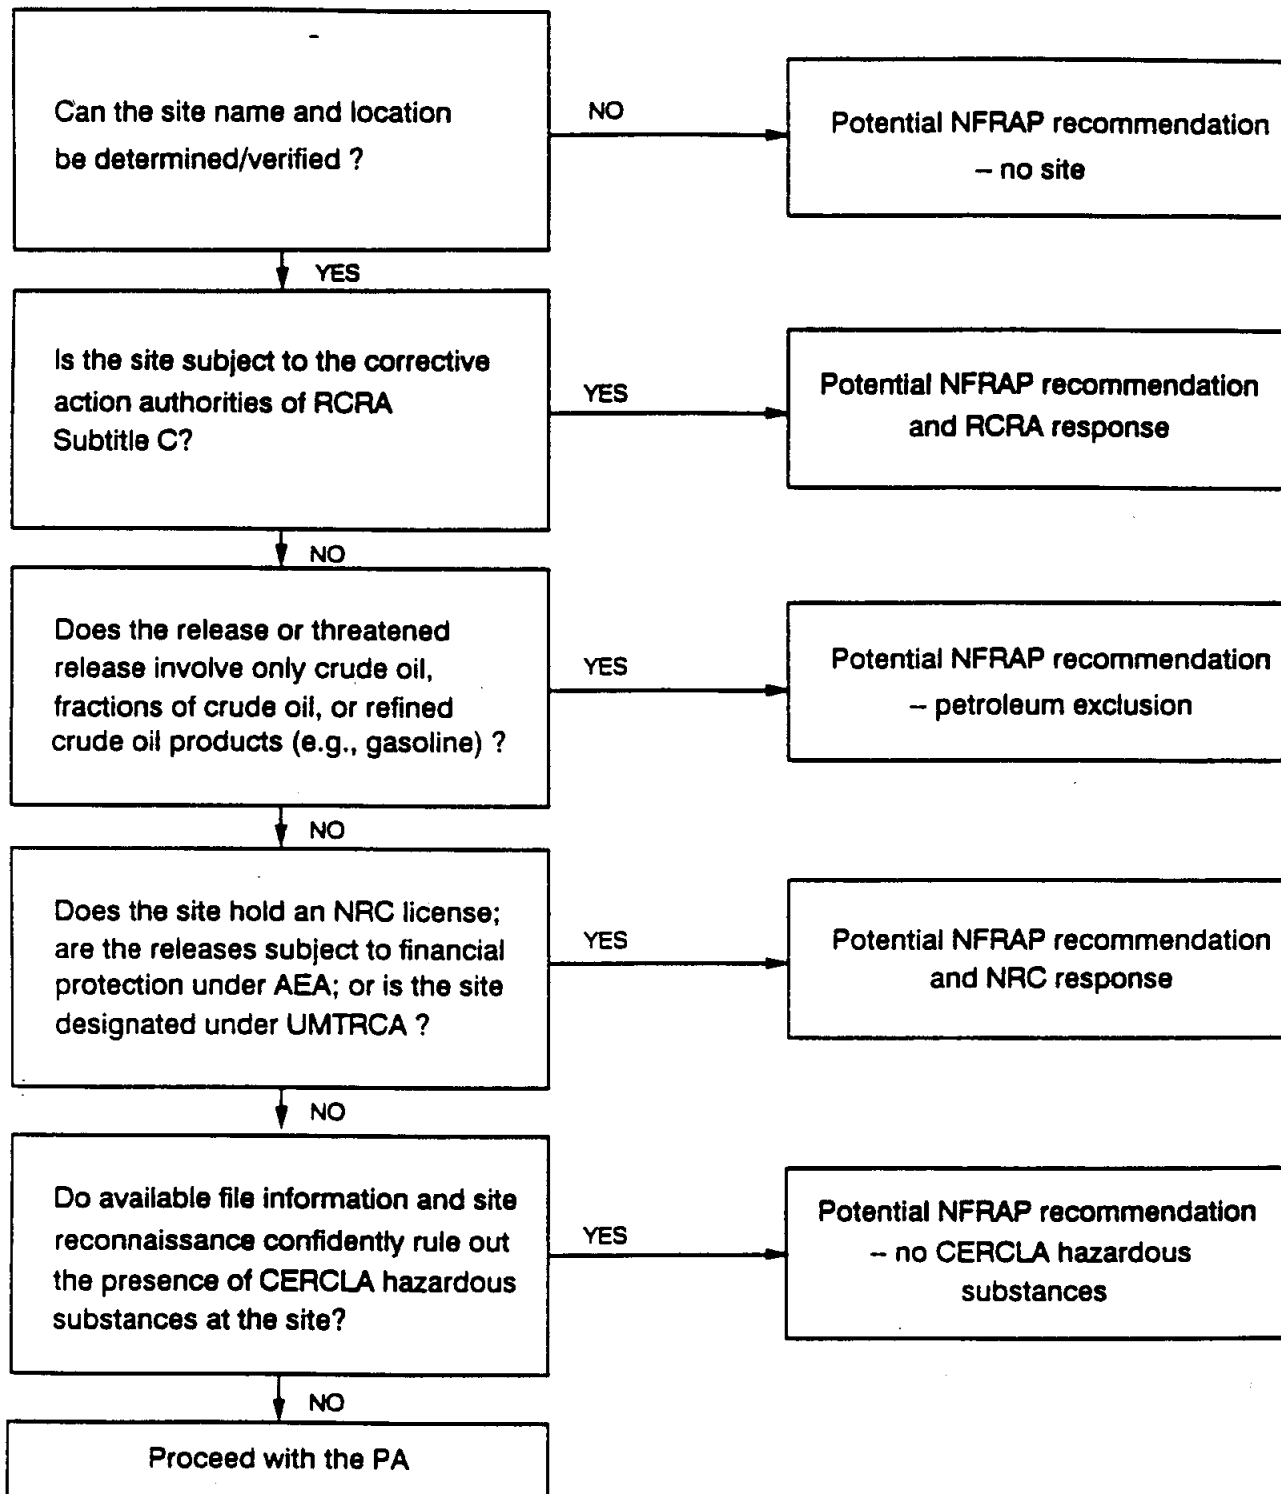 Can the site name and location
be determined/verified ?
NO
Potential NFRAP recommendation
– no site
YES
Is the site subject to the corrective
action authorities of RCRA
Subtitle C?
YES
Potential NFRAP recommendation
and RCRA response
NO
Does the release or threatened
release involve only crude oil,
fractions of crude oil, or refined
crude oil products (e.g., gasoline) ?
YES
Potential NFRAP recommendation
– petroleum exclusion
NO
Does the site hold an NRC license;
are the releases subject to financial
protection under AEA; or is the site
designated under UMTRCA ?
YES
Potential NFRAP recommendation
and NRC response
NO
Do available file information and site
reconnaissance confidently rule out
the presence of CERCLA hazardous
substances at the site?
YES
Potential NFRAP recommendation
– no CERCLA hazardous
substances
NO
Proceed with the PA